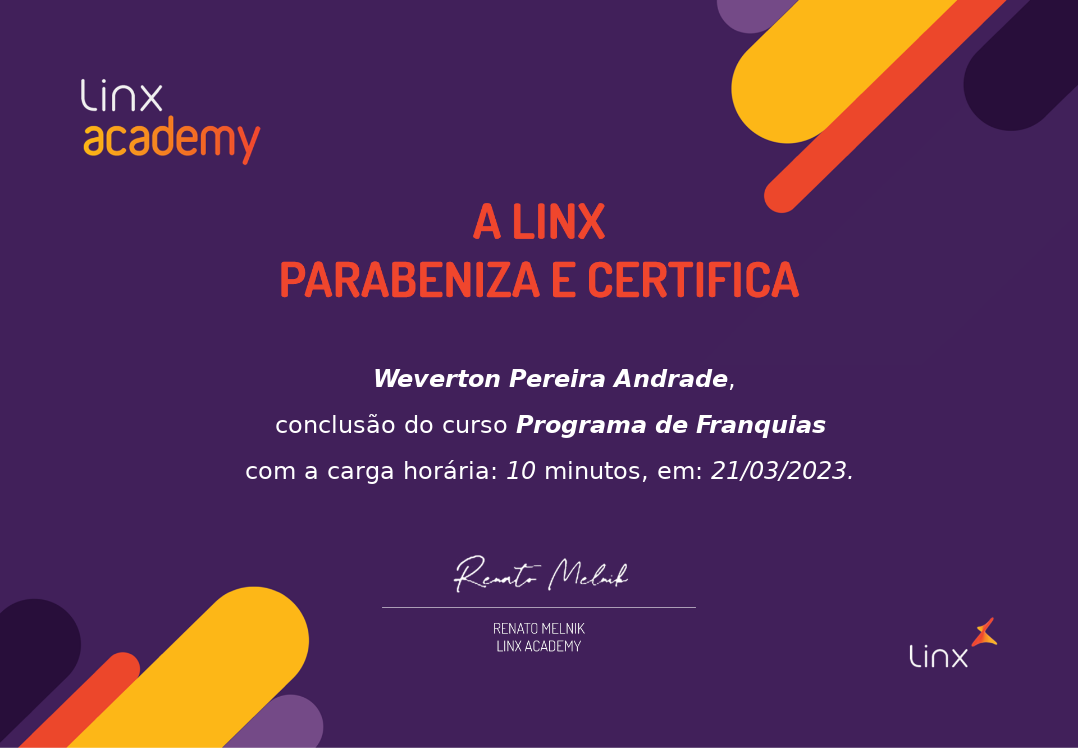 Linx
academy
A LINX
PARABENIZA E CERTIFICA
Weverton Pereira Andrade,
conclusão do curso Programa de Franquias
com a carga horária: 10 minutos, em: 21/03/2023.
Renato Melnik
RENATO MELNIK
LINX ACADEMY
Linx